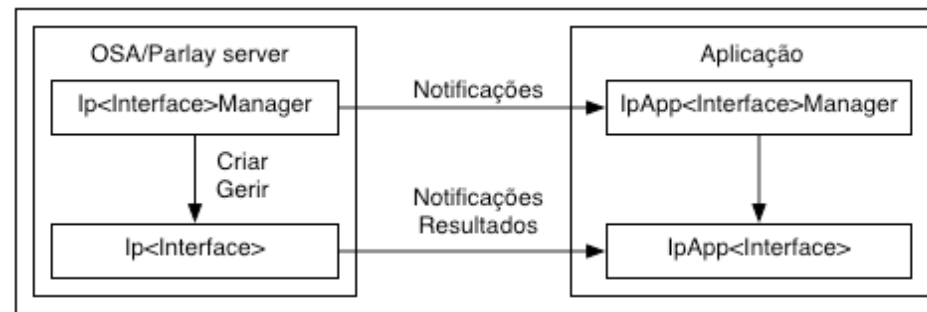 OSA/Parlay server
Aplicação
Ip<Interface>Manager
Notificações
IpApp<Interface>Manager
Criar
Gerir
Notificações
Resultados
Ip<Interface>
IpApp<Interface>